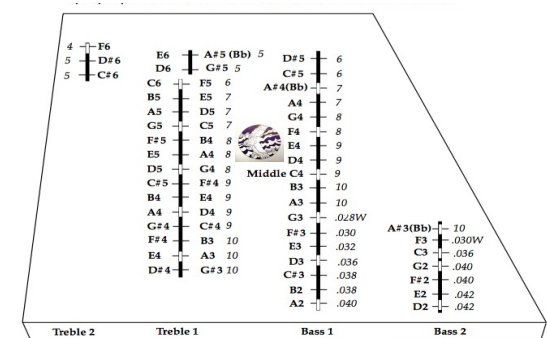 4 F6
5 D#6
5 C#6
E6 A#5 (Bb) 5
D6 G#5 5
C6 F5 6
B5 E5 7
A5 D5 7
G5 C5 7
F#5 B4 8
E5 A4 8
D5 G4 8
C#5 F#4 9
B4 E4 9
A4 D4 9
G#4 C#4 9
F#4 B3 10
E4 A3 10
D#4 G#3 10
D#5 6
C#5 6
A#4(Bb) 7
A4 7
G4 8
F4 8
E4 9
D4 9
Middle C4 9
B3 10
A3 10
G3 .028W
F#3 .030
E3 .032
D3 .036
C#3 .038
B2 .038
A2 .040
A#3(Bb) 10
F3 .030W
C3 .036
G2 .040
F#2 .040
E2 .042
D2 .042
Treble 2 Treble 1 Bass 1 Bass 2